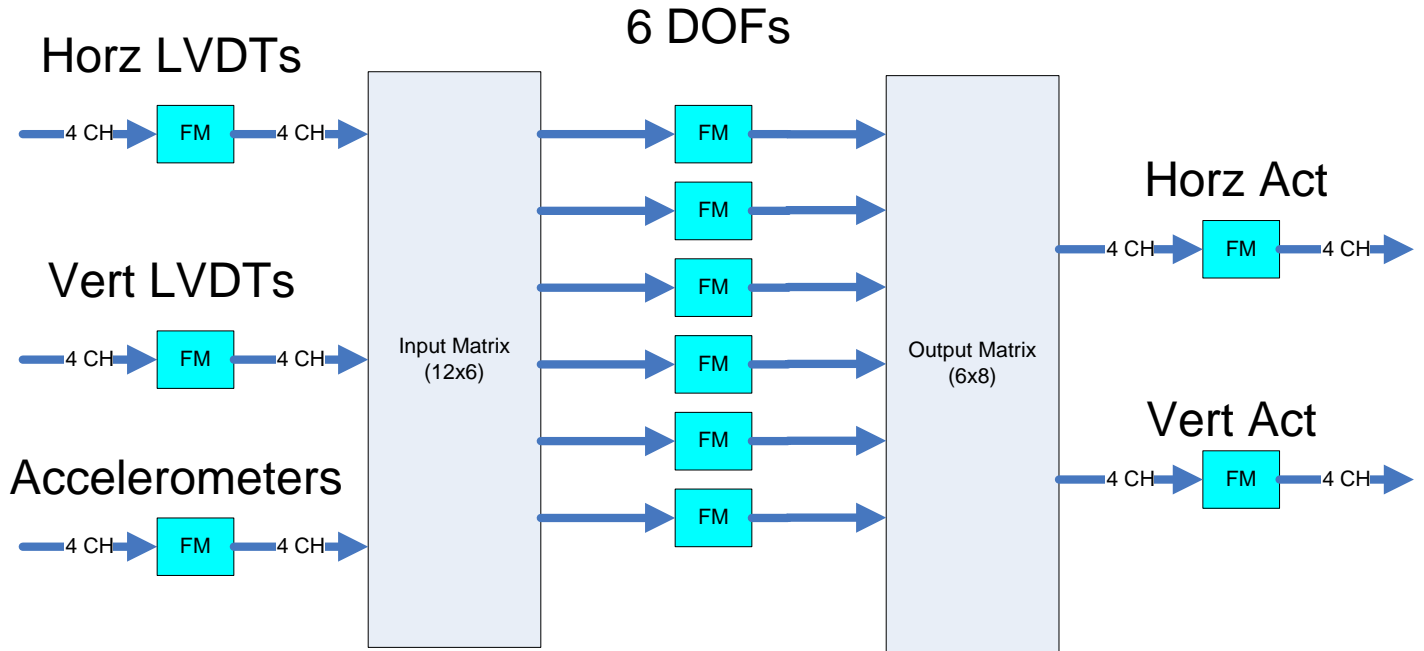 6 DOFs
Horz LVDTs
4 CH
FM
4 CH
Vert LVDTs
4 CH
FM
4 CH
Accelerometers
4 CH
FM
4 CH
Input Matrix
(12x6)
FM
FM
FM
FM
FM
FM
Output Matrix
(6x8)
Horz Act
4 CH
FM
4 CH
Vert Act
4 CH
FM
4 CH